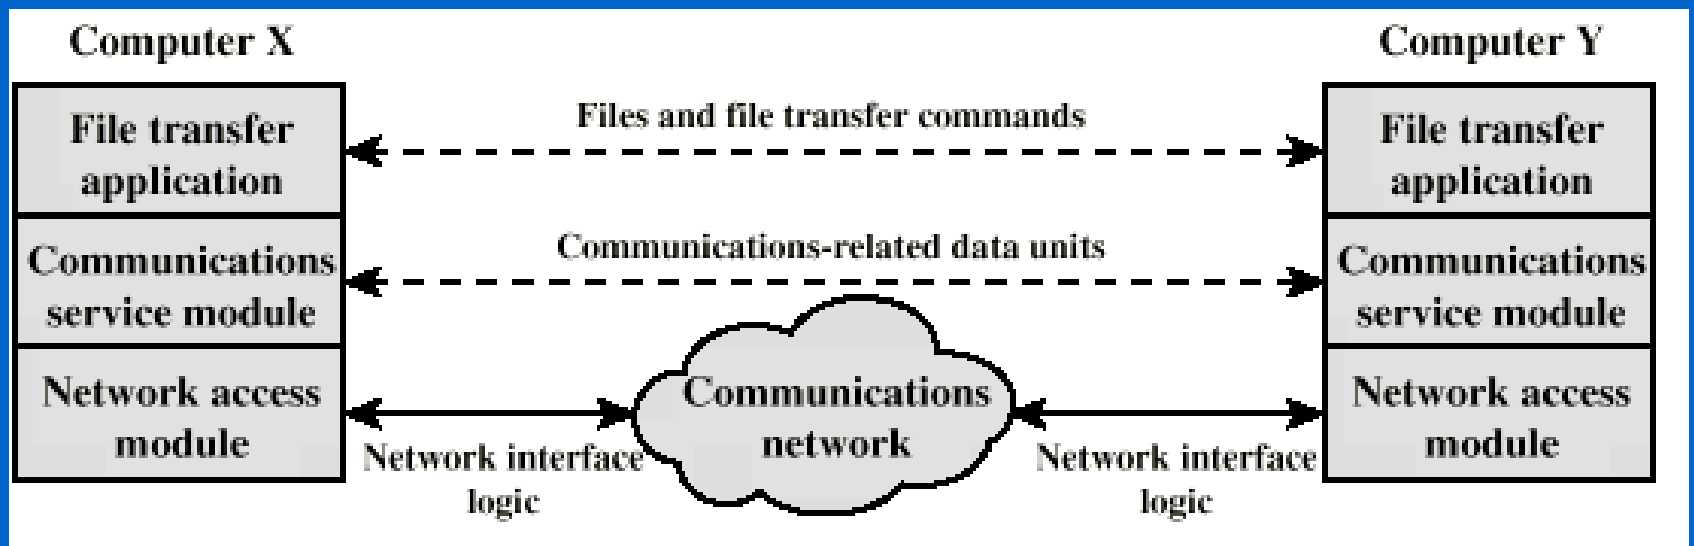 Computer X
Computer Y
File transfer
application
Files and file transfer commands
File transfer
application
Communications
service module
Communications-related data units
Communications
service module
Network access
module
Network interface
logic
Communications
network
Network interface
logic
Network access
module